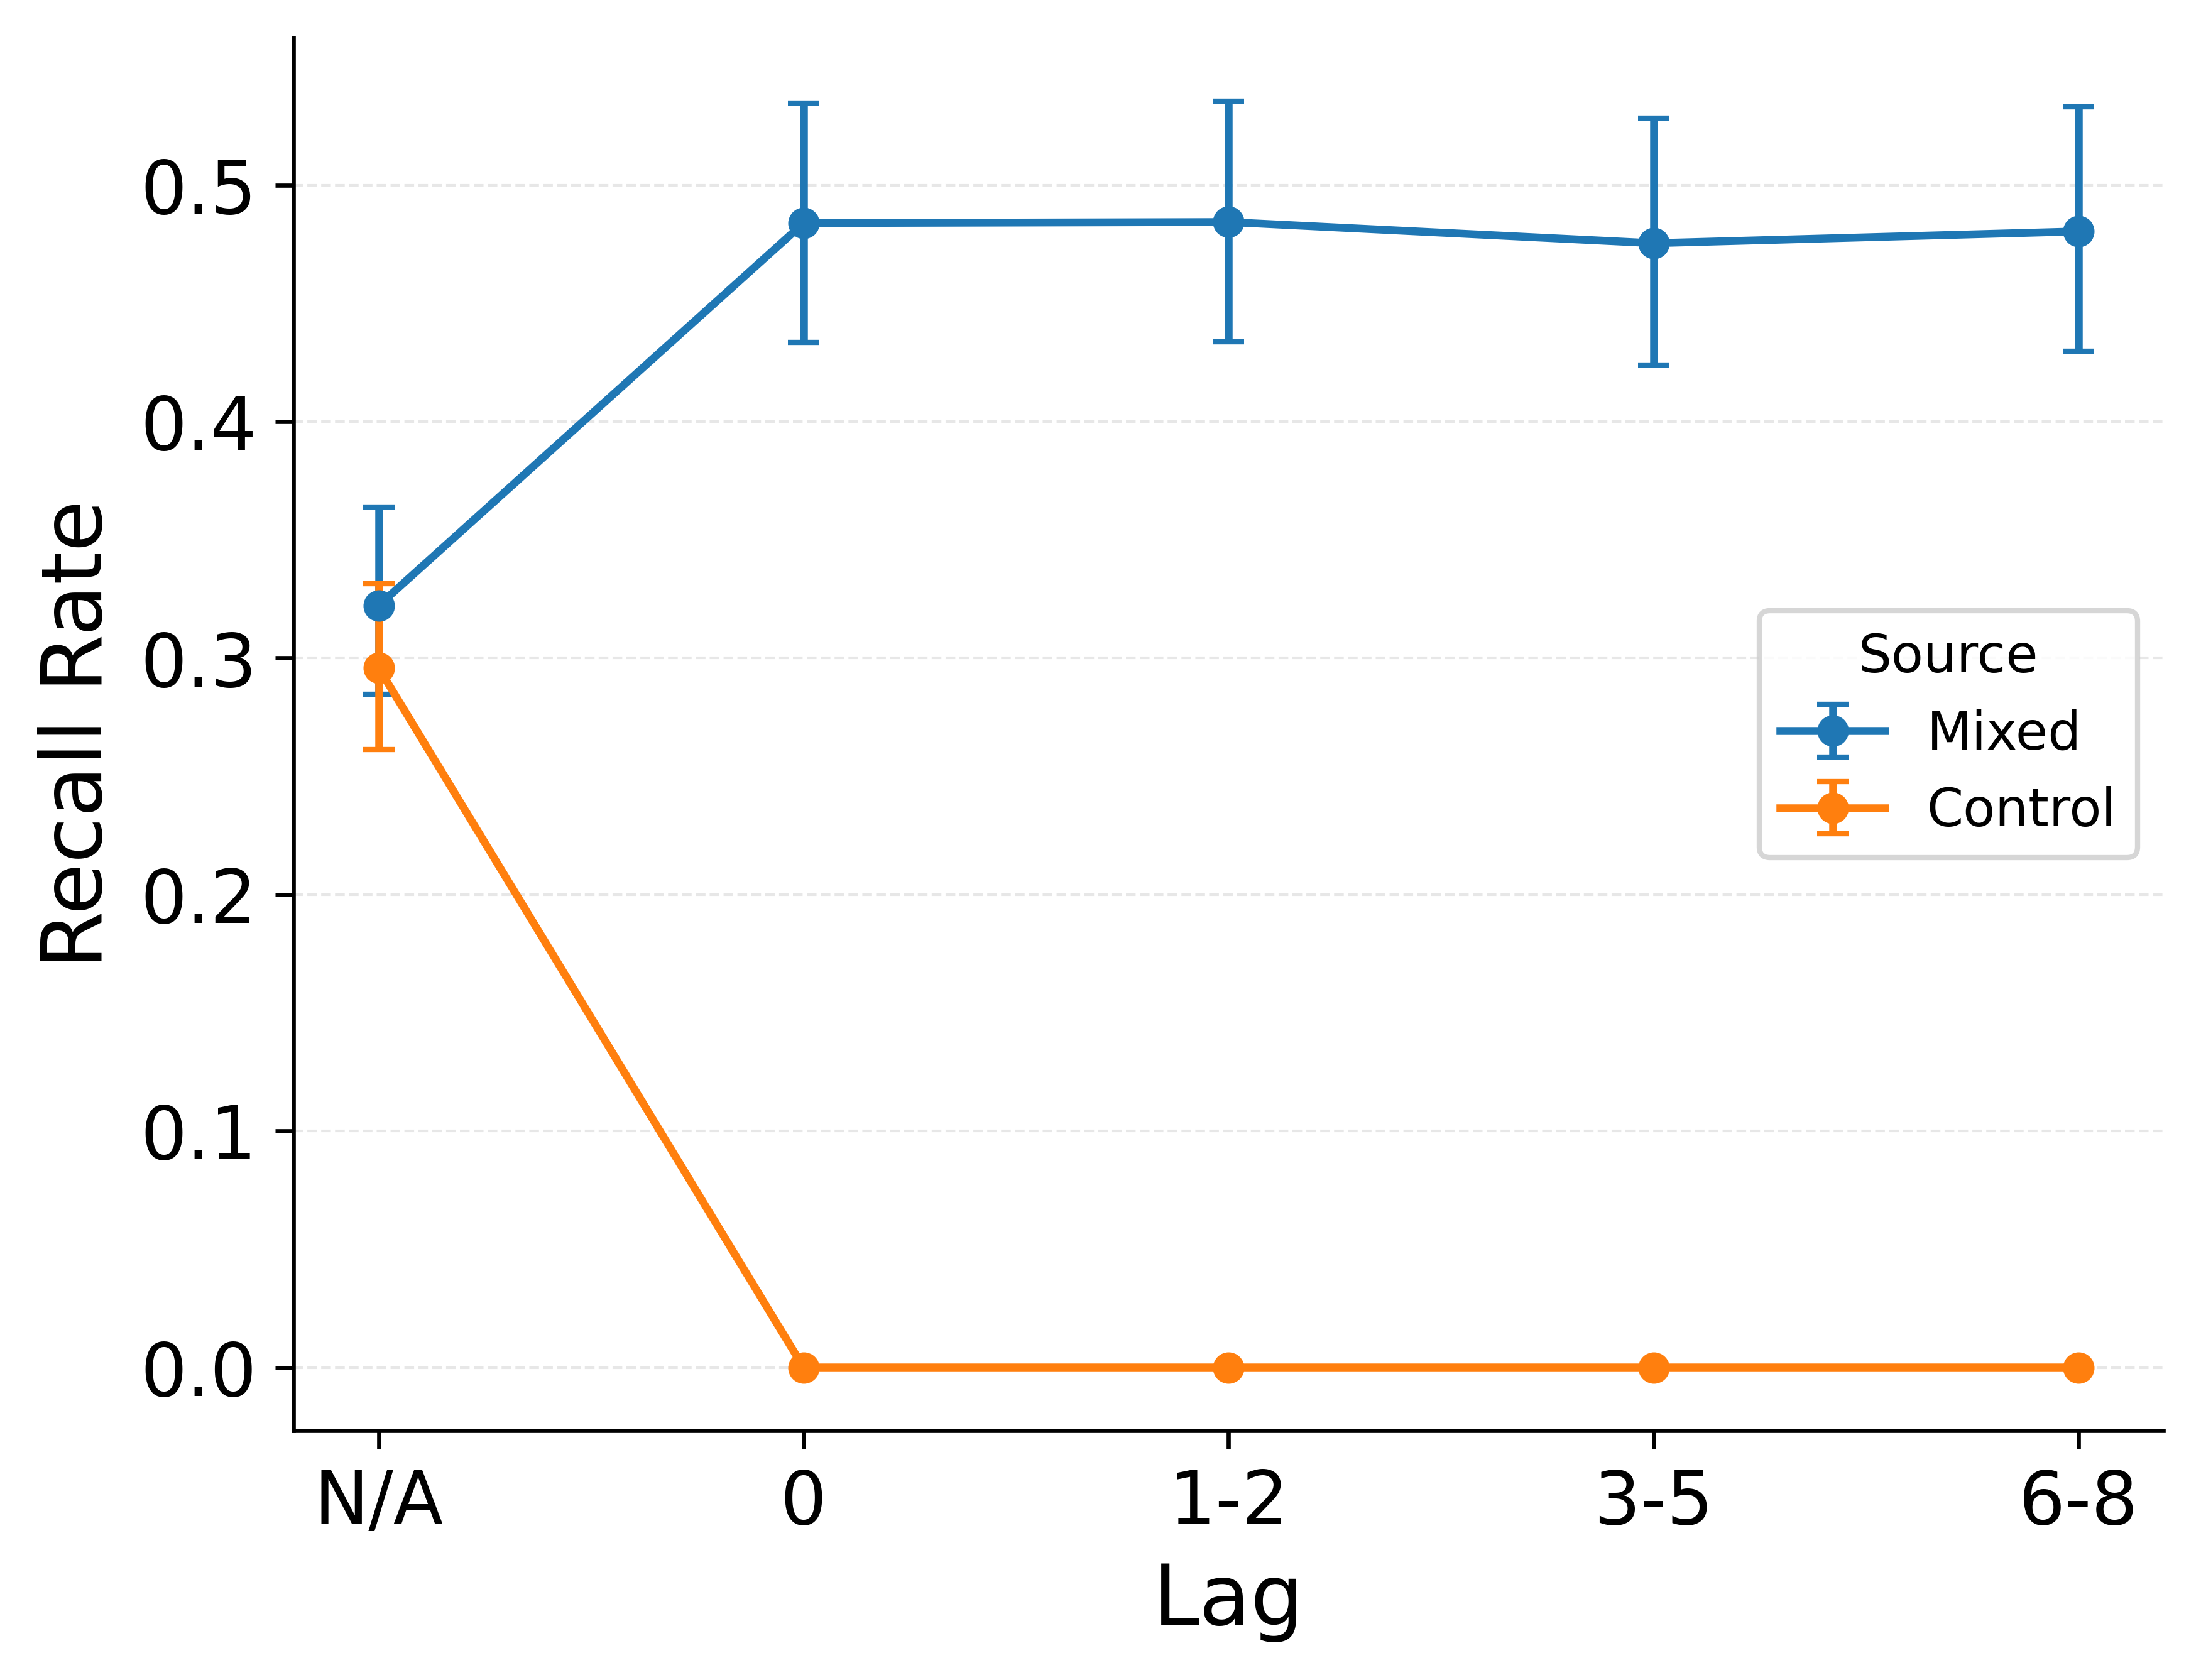 Recall Rate
0.5
0.4
0.3
0.2
0.1
0.0
Source
Mixed
Control
N/A 0 1-2 3-5 6-8
Lag